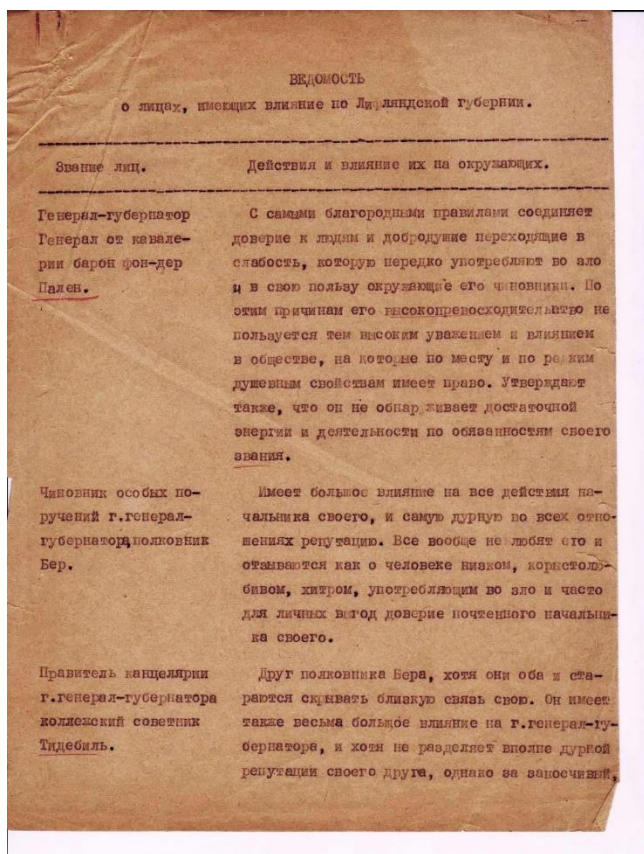 ВЕДОМОСТЬ
о лицах, имеющих влияние по Лифляндской губернии.
Звание лиц. Действия и влияние их на окружающих.
Генерал-губернатор
Генерал от кавале-
рии барон фон-дер
Пален.
С самыми благородными правилами соединяет
доверие к людям и добродушие переходящие в
слабость, которую нередко употребляют во зло
и в свою пользу окружающие его чиновники. По
этим причинам его высокопревосходительство не
пользуется тем высоким уважением и влиянием
в обществе, на которые по месту и по редким
душевным свойствам имеет право. Утверждают
также, что он не обнаруживает достаточной
энергии и деятельности по обязанностям своего
звания.
Чиновник особых по-
ручений г.генерал-
губернатора,полковник
Бер.
Имеет большое влияние на все действия на-
чальника своего, и самую дурную во всех отно-
шениях репутацию. Все вообще не любят его и
отзываются как о человеке низком, корыстолю-
бивом, хитром, употребляющим во зло и часто
для личных выгод доверие почтенного начальни-
ка своего.
Правитель канцелярии
г.генерал-губернатора
коллежский советник
Тидебиль.
Друг полковника Бера, хотя они оба и ста-
раются скрывать близкую связь свою. Он имеет
также весьма большое влияние на г.генерал-гу-
бернатора, и хотя не разделяет вполне дурной
репутации своего друга, однако за заносчивый,